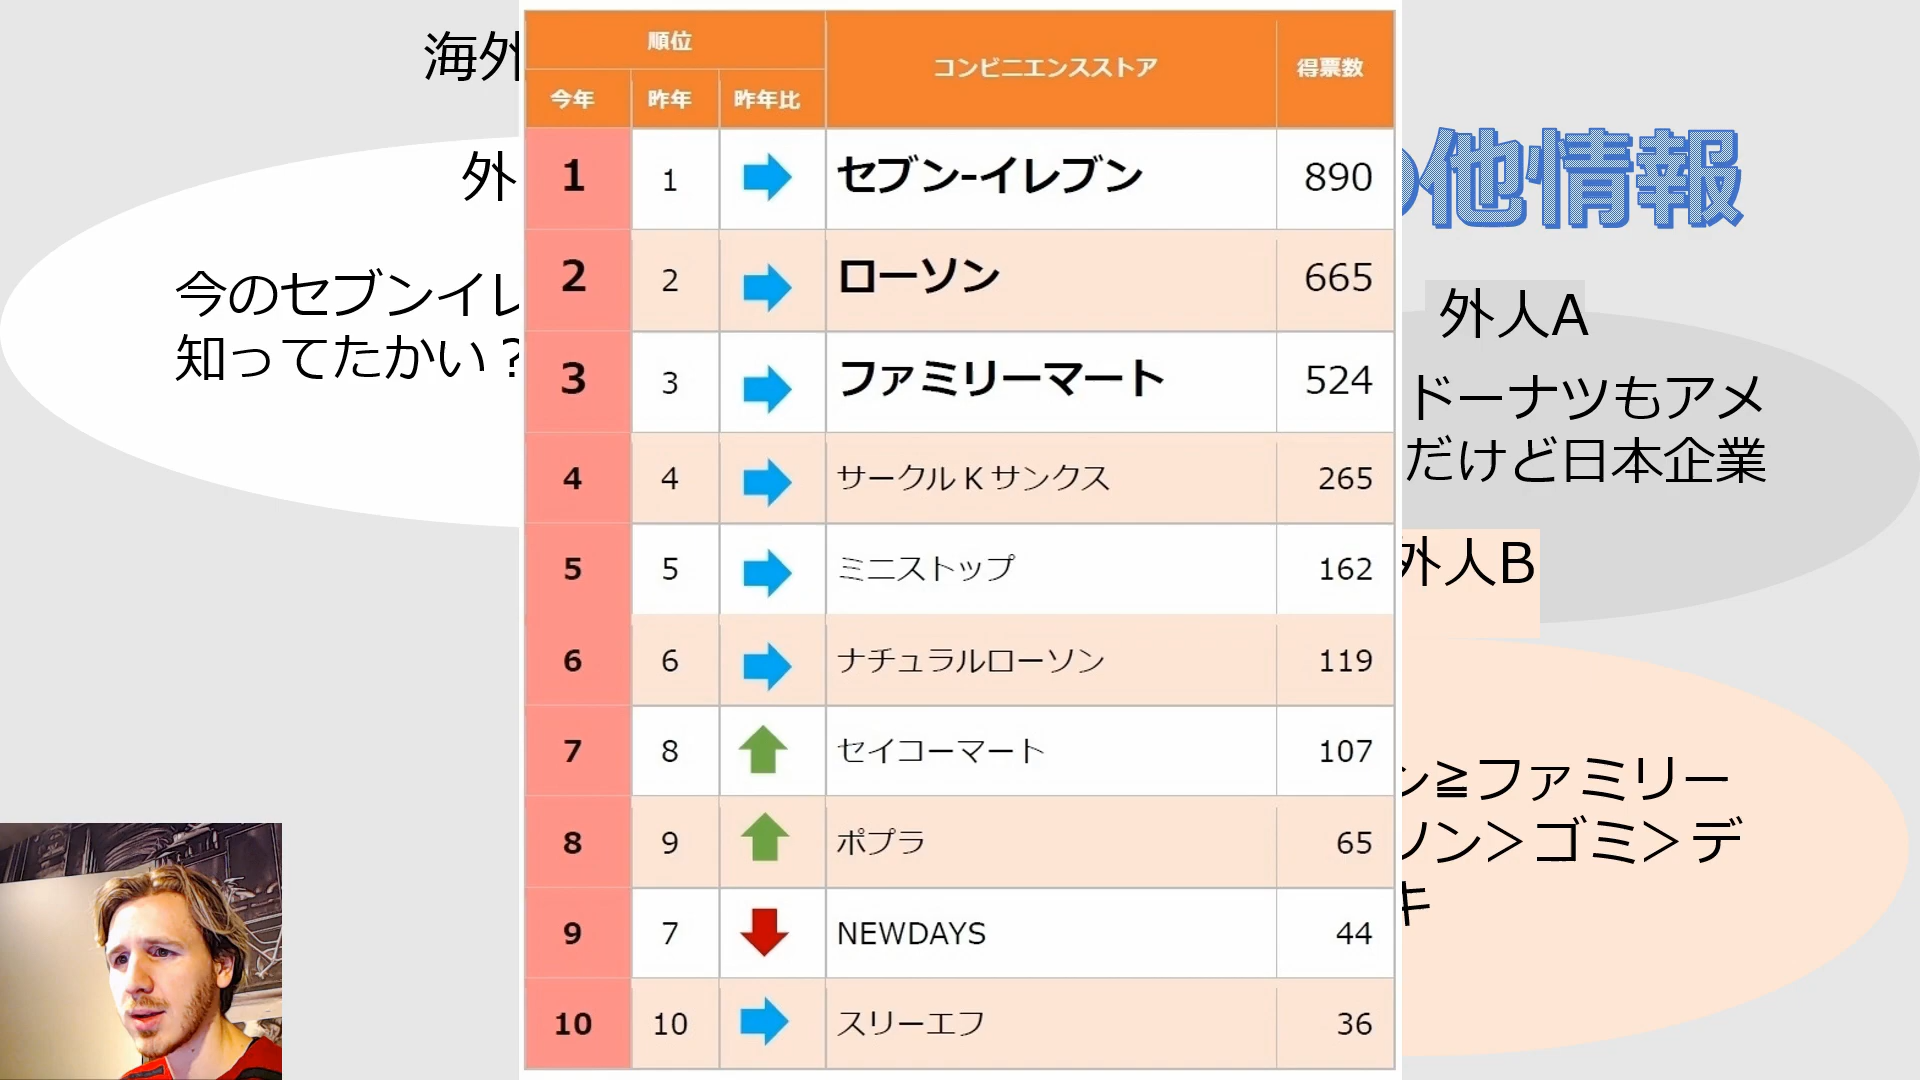 海外
外
今のセブンイレ
知ってたかい？
順位
コンビニエンスストア
得票数
今年 昨年 昨年比
1 1 セブン-イレブン 890
2 2 ローソン 665
3 3 ファミリーマート 524
4 4 サークルKサンクス 265
5 5 ミニストップ 162
6 6 ナチュラルローソン 119
7 8 セイコーマート 107
8 9 ポプラ 65
9 7 NEWDAYS 44
10 10 スリーエフ 36
の他情報
外人A
ドーナツもアメ
だけど日本企業
外人B
ン≧ファミリー
ソン＞ゴミ＞デ
キ